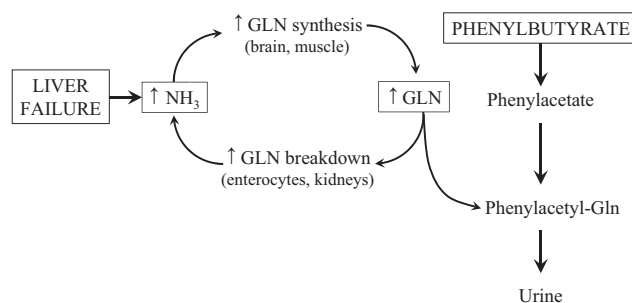 ↑ GLN synthesis
(brain, muscle)
PHENYLBUTYRATE
LIVER
FAILURE
↑ NH₃
↑ GLN
Phenylacetate
↑ GLN breakdown
(enterocytes, kidneys)
Phenylacetyl-Gln
Urine